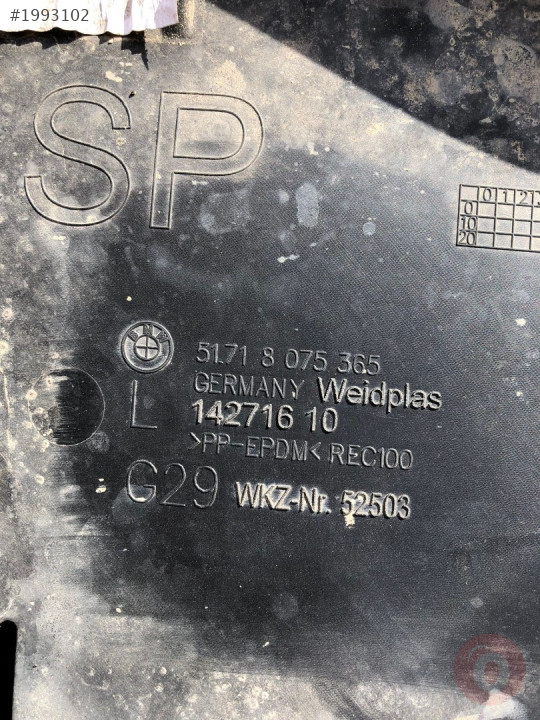 #1993102
SP
0 1 2
0
10
20
BMW
51.71 8 075 365
GERMANY Weidplas
L 142716 10
>PP-EPDM< REC100
G29 WKZ-Nr. 52503